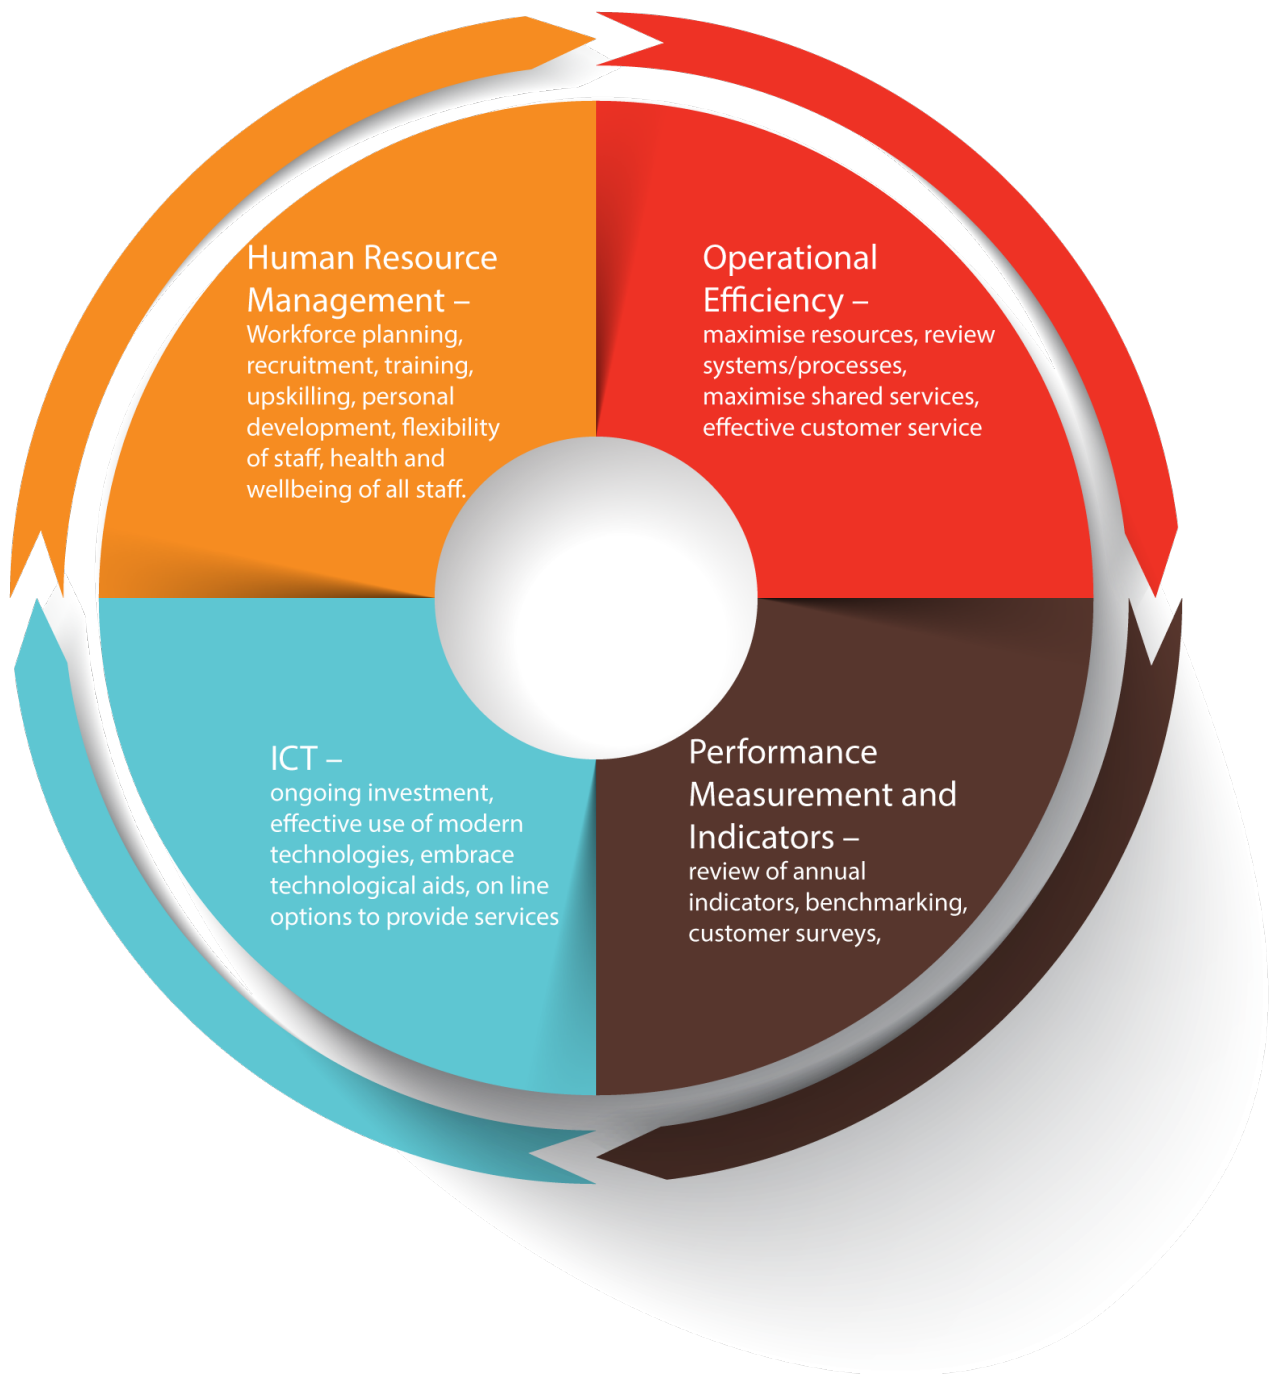 Human Resource
Management –
Workforce planning,
recruitment, training,
upskilling, personal
development, flexibility
of staff, health and
wellbeing of all staff.
Operational
Efficiency –
maximise resources, review
systems/processes,
maximise shared services,
effective customer service
ICT –
ongoing investment,
effective use of modern
technologies, embrace
technological aids, on line
options to provide services
Performance
Measurement and
Indicators –
review of annual
indicators, benchmarking,
customer surveys,